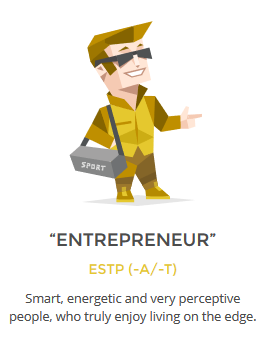 SPORT
“ENTREPRENEUR”
ESTP (-A/-T)
Smart, energetic and very perceptive
people, who truly enjoy living on the edge.